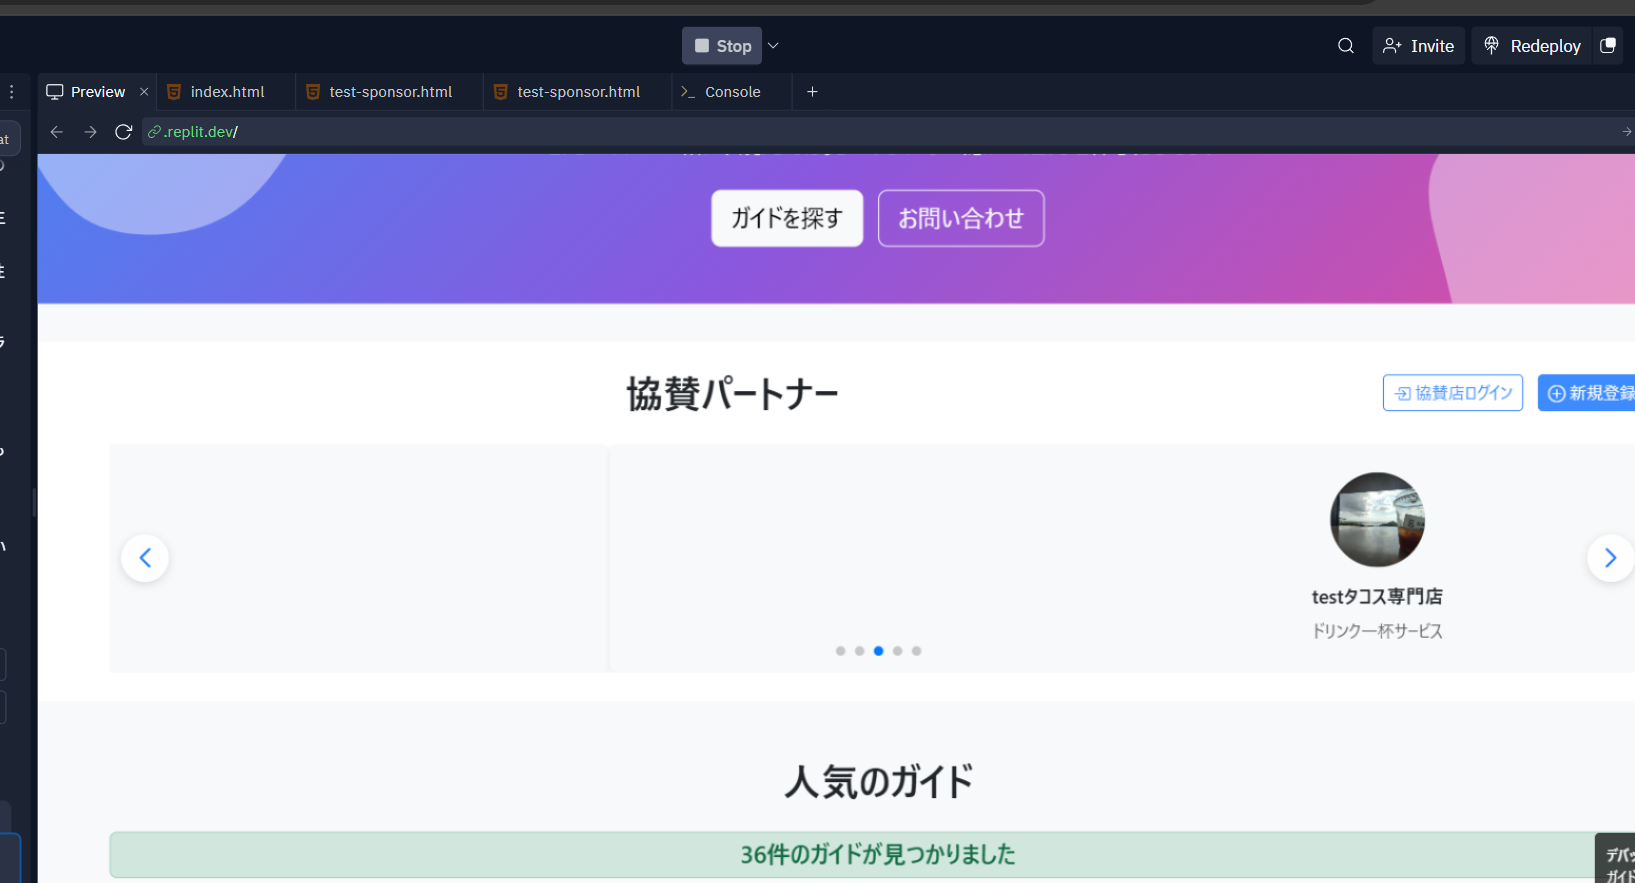 Stop
Invite
Redeploy
Preview
index.html
test-sponsor.html
test-sponsor.html
Console
.replit.dev/
at
ガイドを探す
お問い合わせ
協賛パートナー
協賛店ログイン
新規登録
testタコス専門店
ドリンク一杯サービス
人気のガイド
36件のガイドが見つかりました
デバッ
ガイド